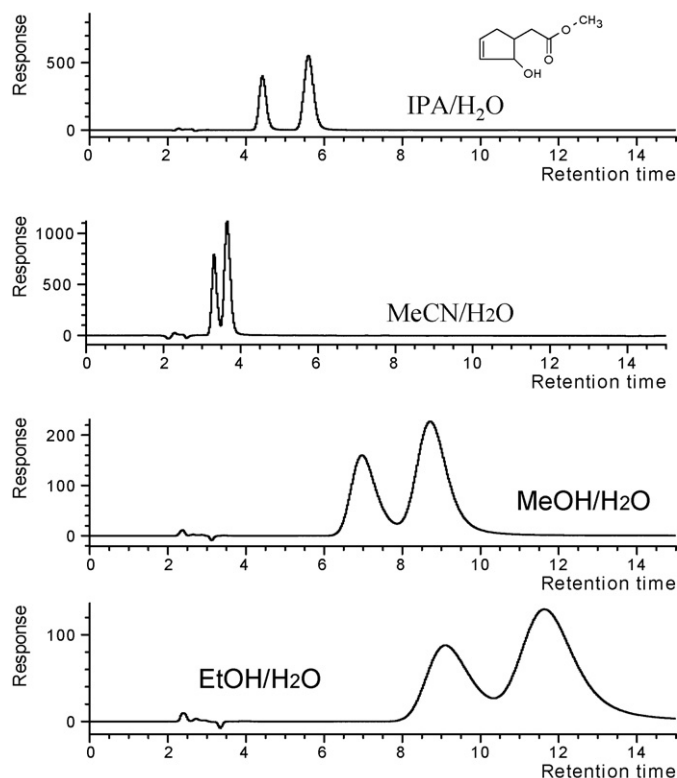 Response
500
0
CH₃
O
O
OH
IPA/H₂O
0 2 4 6 8 10 12 14
Retention time
Response
1000
500
0
MeCN/H2O
0 2 4 6 8 10 12 14
Retention time
Response
200
100
0
MeOH/H2O
0 2 4 6 8 10 12 14
Retention time
Response
100
0
EtOH/H2O
0 2 4 6 8 10 12 14
Retention time